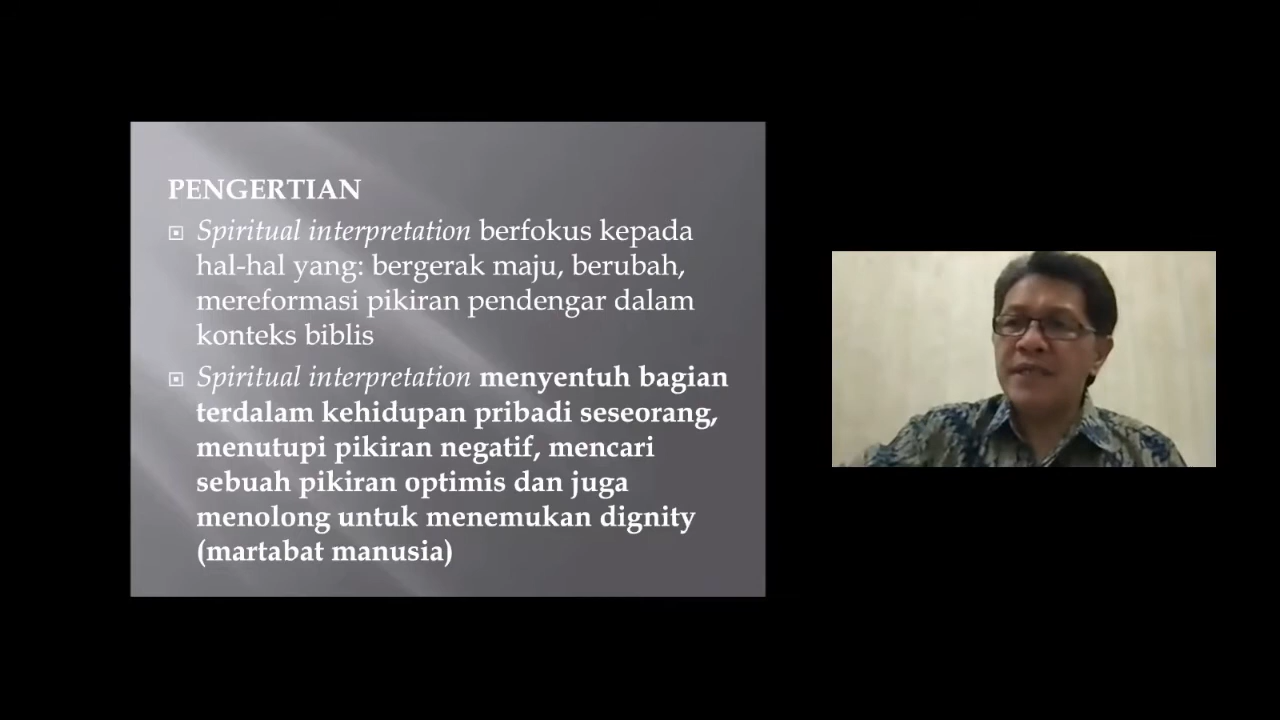 PENGERTIAN
Spiritual interpretation berfokus kepada
hal-hal yang: bergerak maju, berubah,
mereformasi pikiran pendengar dalam
konteks biblis
Spiritual interpretation menyentuh bagian
terdalam kehidupan pribadi seseorang,
menutupi pikiran negatif, mencari
sebuah pikiran optimis dan juga
menolong untuk menemukan dignity
(martabat manusia)